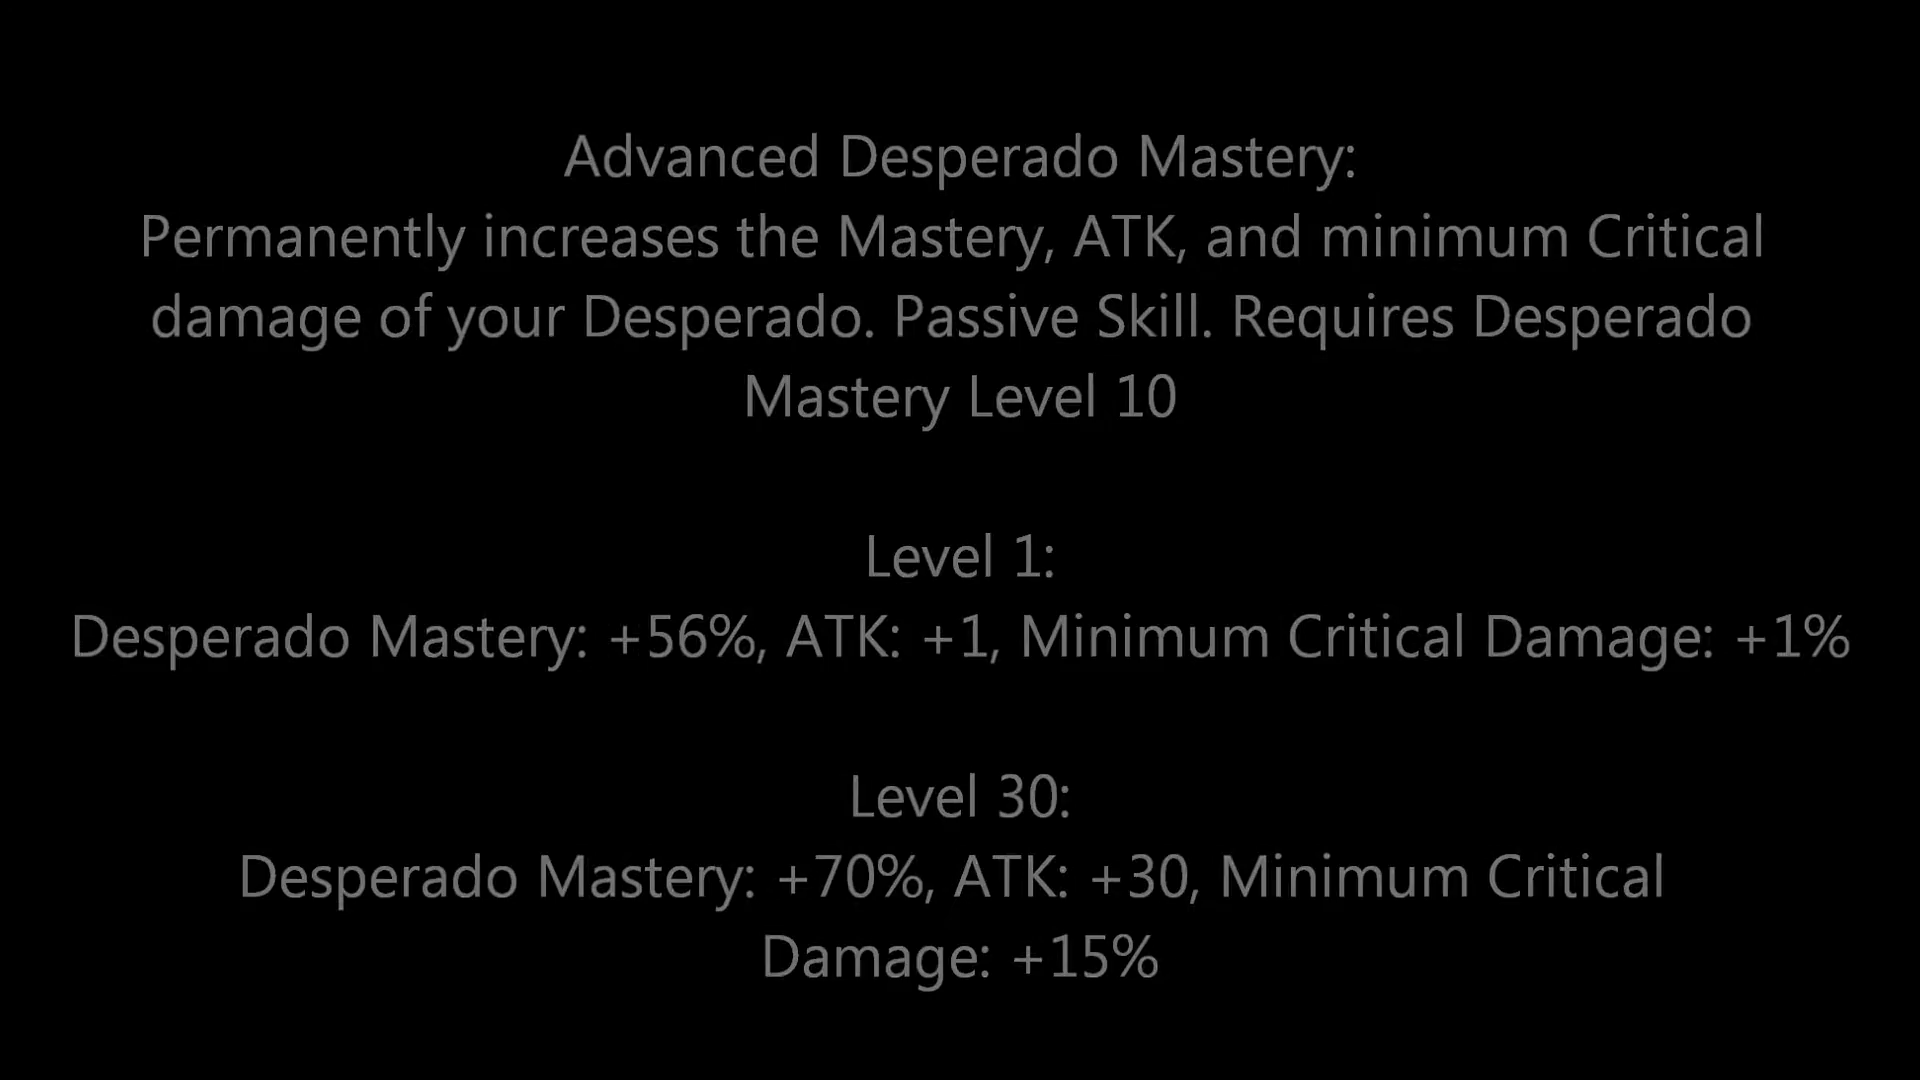 Advanced Desperado Mastery:
Permanently increases the Mastery, ATK, and minimum Critical
damage of your Desperado. Passive Skill. Requires Desperado
Mastery Level 10
Level 1:
Desperado Mastery: +56%, ATK: +1, Minimum Critical Damage: +1%
Level 30:
Desperado Mastery: +70%, ATK: +30, Minimum Critical
Damage: +15%